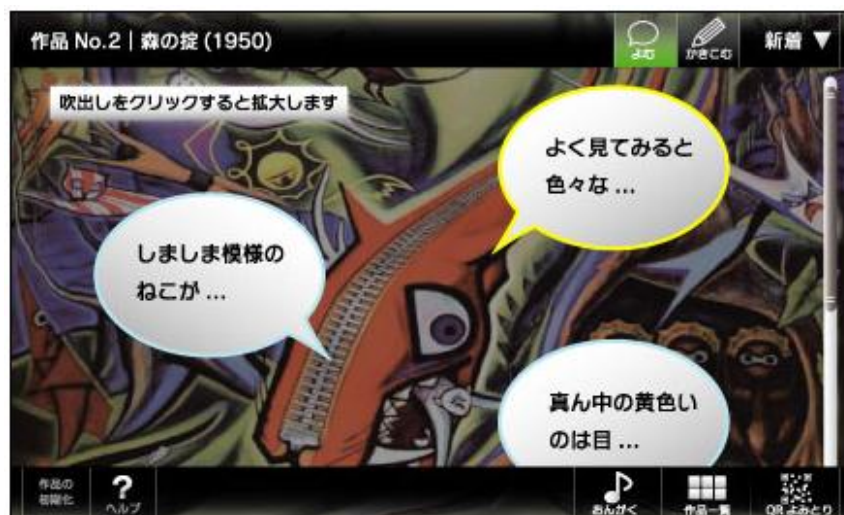 作品 No.2｜森の掟 (1950)
よむ
かきこむ
新着 ▼
吹出しをクリックすると拡大します
よく見てみると
色々な ...
しましま模様の
ねこが ...
真ん中の黄色い
のは目 ...
作品の
初期化
?
ヘルプ
おんがく
作品一覧
QR よみとり